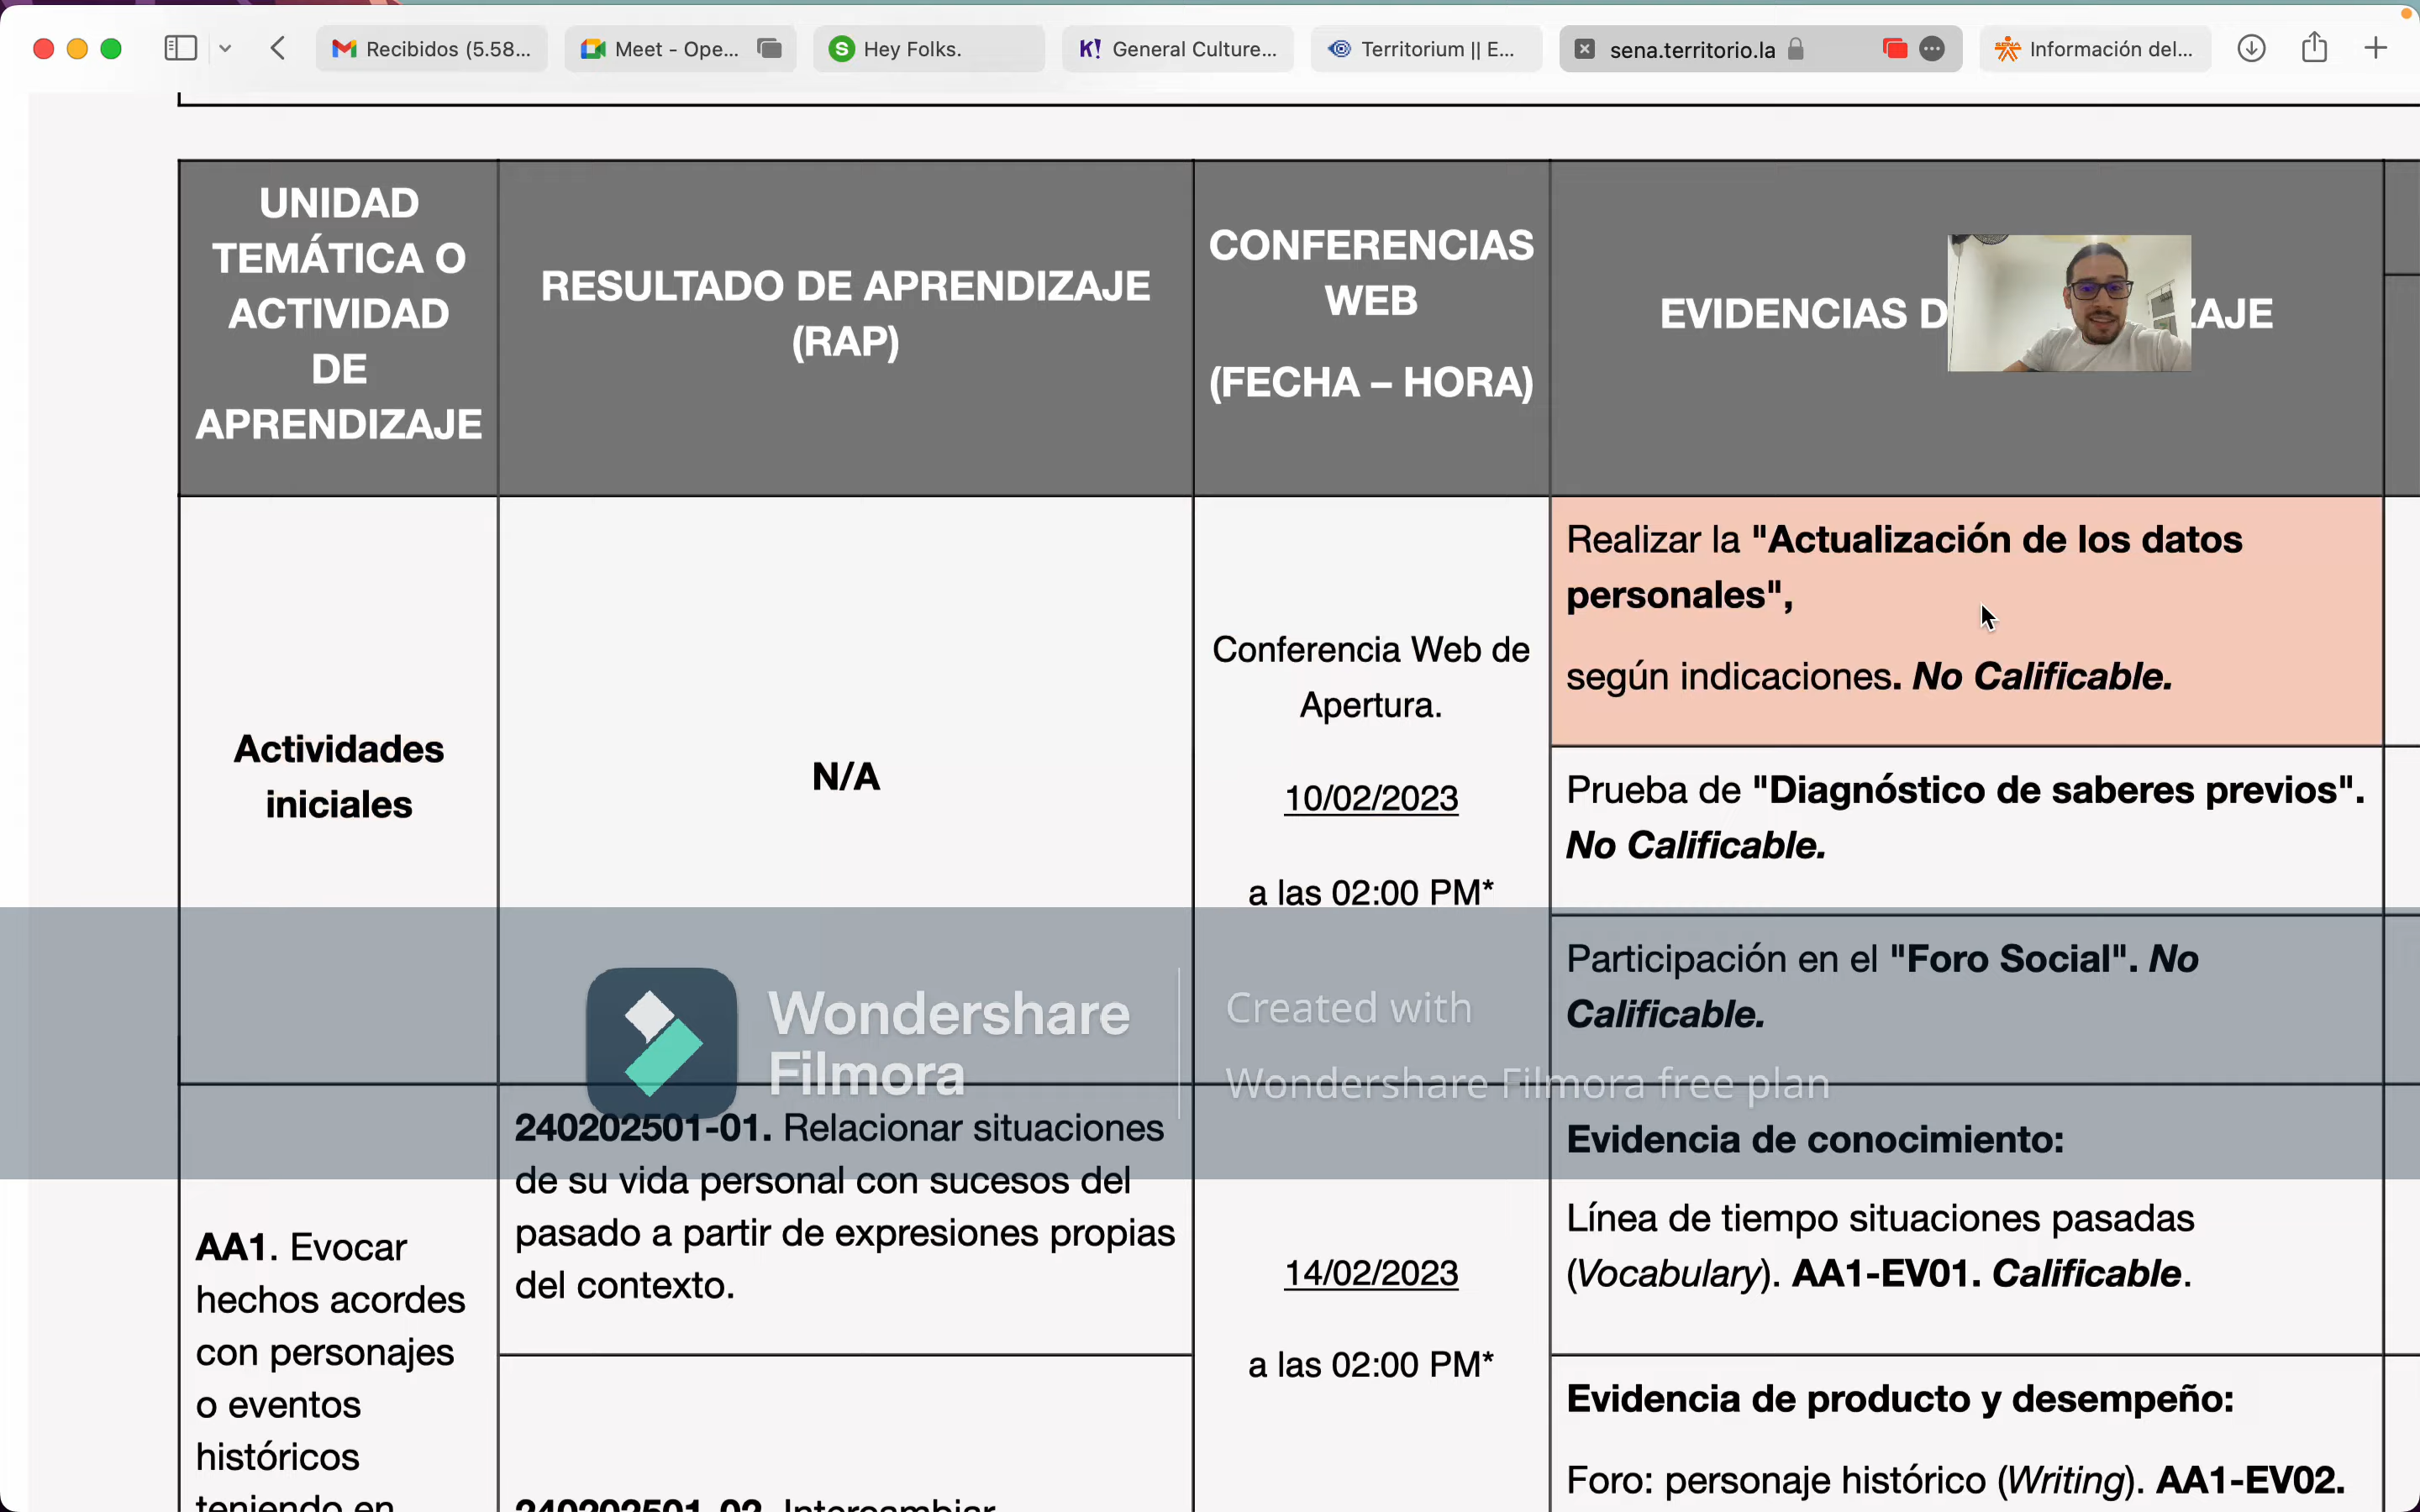 Recibidos (5.58...
Meet - Ope...
Hey Folks.
K! General Culture...
Territorium || E...
sena.territorio.la
Información del...
UNIDAD
TEMÁTICA O
ACTIVIDAD
DE
APRENDIZAJE
RESULTADO DE APRENDIZAJE
(RAP)
CONFERENCIAS
WEB
(FECHA – HORA)
EVIDENCIAS D
ZAJE
Actividades
iniciales
N/A
Conferencia Web de
Apertura.
10/02/2023
a las 02:00 PM*
Realizar la "Actualización de los datos
personales",
según indicaciones. No Calificable.
Prueba de "Diagnóstico de saberes previos".
No Calificable.
Participación en el "Foro Social". No
Calificable.
Wondershare
Filmora
Created with
Wondershare Filmora free plan
AA1. Evocar
hechos acordes
con personajes
o eventos
históricos
teniendo en
240202501-01. Relacionar situaciones
de su vida personal con sucesos del
pasado a partir de expresiones propias
del contexto.
240202501-02. Intercambiar
14/02/2023
a las 02:00 PM*
Evidencia de conocimiento:
Línea de tiempo situaciones pasadas
(Vocabulary). AA1-EV01. Calificable.
Evidencia de producto y desempeño:
Foro: personaje histórico (Writing). AA1-EV02.